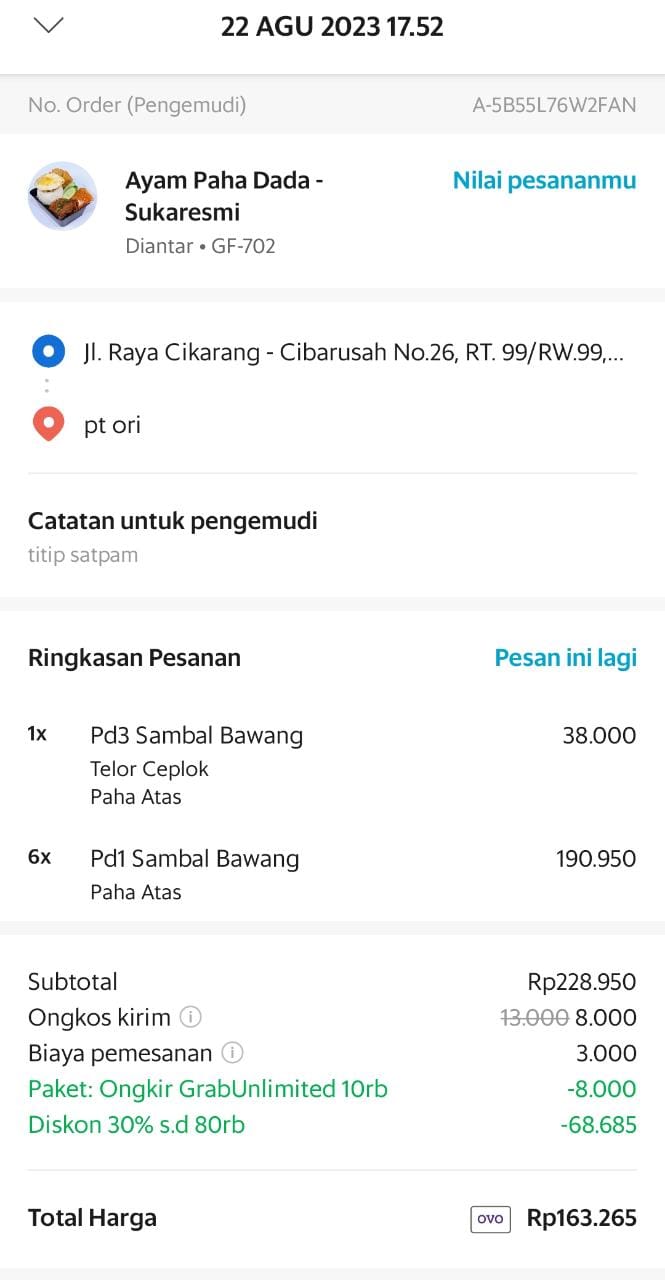 22 AGU 2023 17.52
No. Order (Pengemudi) A-5B55L76W2FAN
Ayam Paha Dada - Nilai pesananmu
Sukaresmi
Diantar • GF-702
Jl. Raya Cikarang - Cibarusah No.26, RT. 99/RW.99,...
pt ori
Catatan untuk pengemudi
titip satpam
Ringkasan Pesanan Pesan ini lagi
1x Pd3 Sambal Bawang 38.000
Telor Ceplok
Paha Atas
6x Pd1 Sambal Bawang 190.950
Paha Atas
Subtotal Rp228.950
Ongkos kirim 13.000 8.000
Biaya pemesanan 3.000
Paket: Ongkir GrabUnlimited 10rb -8.000
Diskon 30% s.d 80rb -68.685
Total Harga OVO Rp163.265